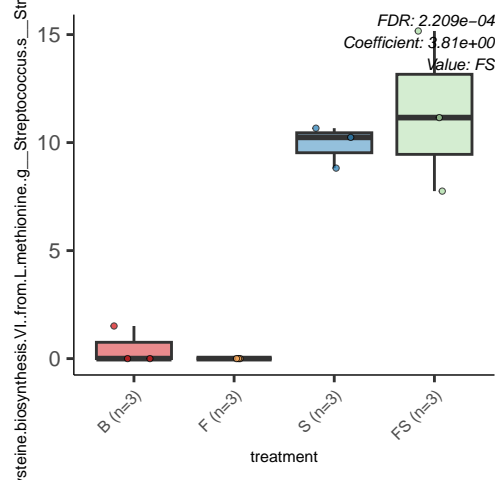 ysteine.biosynthesis.VI..from.L.methionine..g__Streptococcus.s__Str
FDR: 2.209e−04
Coefficient: 3.81e+00
Value: FS
15
10
5
0
B (n=3)
F (n=3)
S (n=3)
FS (n=3)
treatment